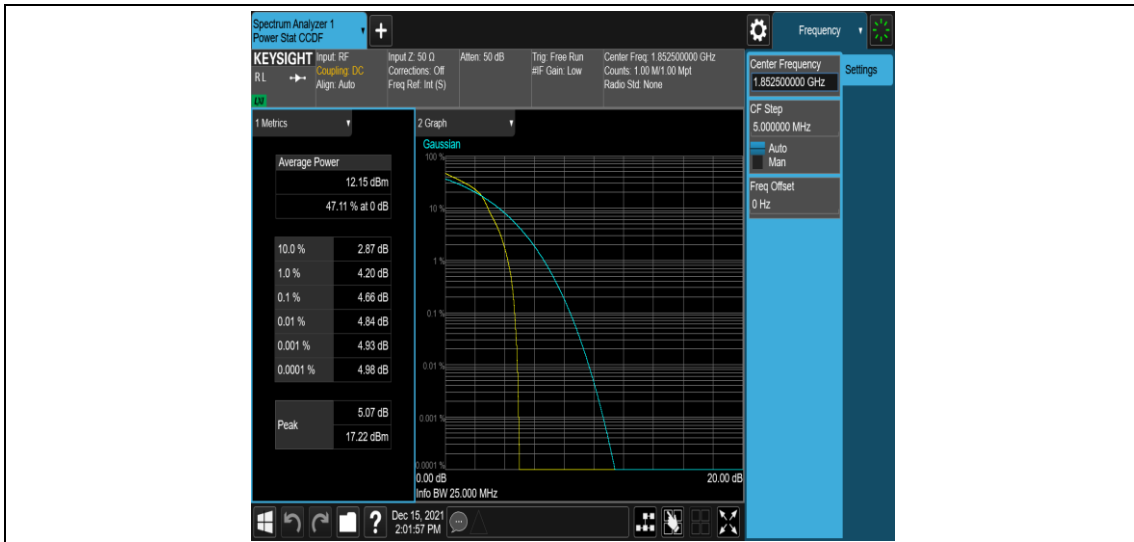 Spectrum Analyzer 1
Power Stat CCDF
+
Frequency
KEYSIGHT
RL
Input: RF
Coupling: DC
Align: Auto
Input Z: 50 Ω
Corrections: Off
Freq Ref: Int (S)
Atten: 50 dB
Trig: Free Run
#IF Gain: Low
Center Freq: 1.852500000 GHz
Counts: 1.00 M/1.00 Mpt
Radio Std: None
Center Frequency
1.852500000 GHz
Settings
CF Step
5.000000 MHz
Auto
Man
Freq Offset
0 Hz
1 Metrics
Average Power
12.15 dBm
47.11 % at 0 dB
10.0 % 2.87 dB
1.0 % 4.20 dB
0.1 % 4.66 dB
0.01 % 4.84 dB
0.001 % 4.93 dB
0.0001 % 4.98 dB
Peak
5.07 dB
17.22 dBm
2 Graph
Gaussian
100 %
10 %
1 %
0.1 %
0.01 %
0.001 %
0.0001 %
0.00 dB 20.00 dB
Info BW 25.000 MHz
?
Dec 15, 2021
2:01:57 PM